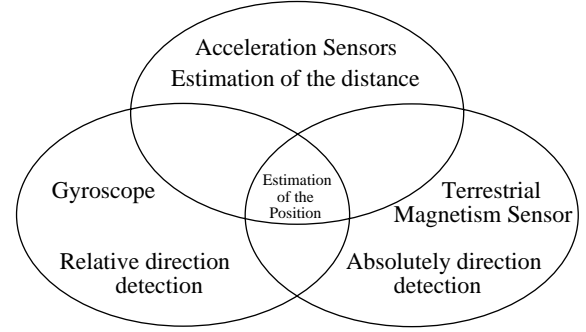 Acceleration Sensors
Estimation of the distance
Estimation
of the
Position
Gyroscope
Terrestrial
Magnetism Sensor
Relative direction
detection
Absolutely direction
detection